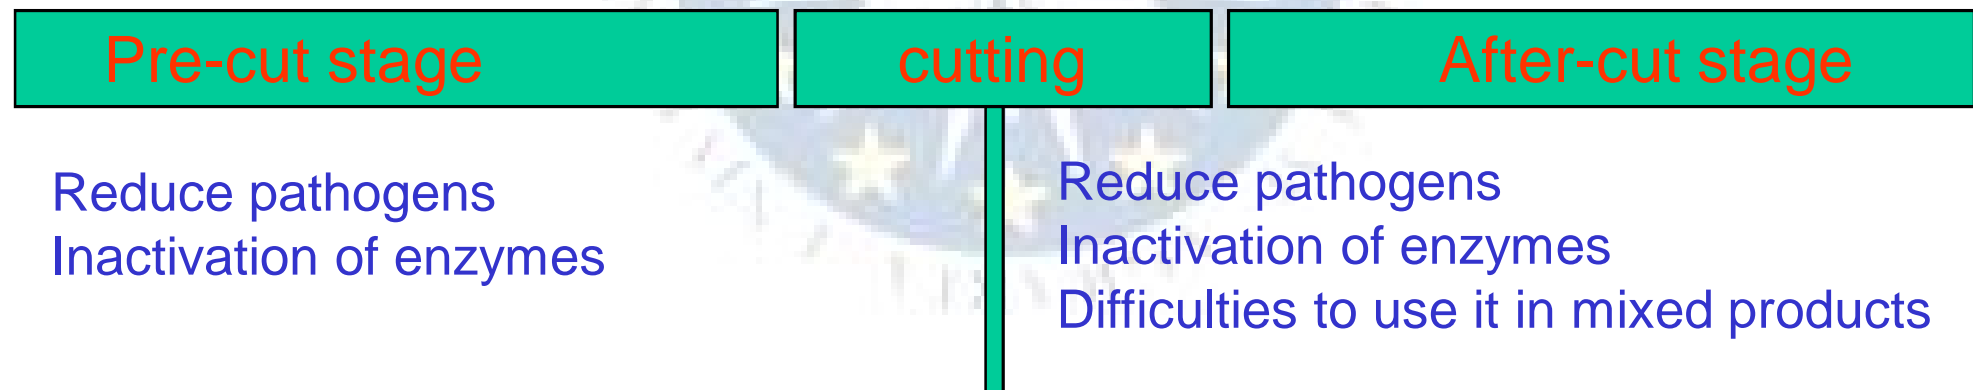 Pre-cut stage
cutting
After-cut stage
Reduce pathogens
Inactivation of enzymes
Reduce pathogens
Inactivation of enzymes
Difficulties to use it in mixed products